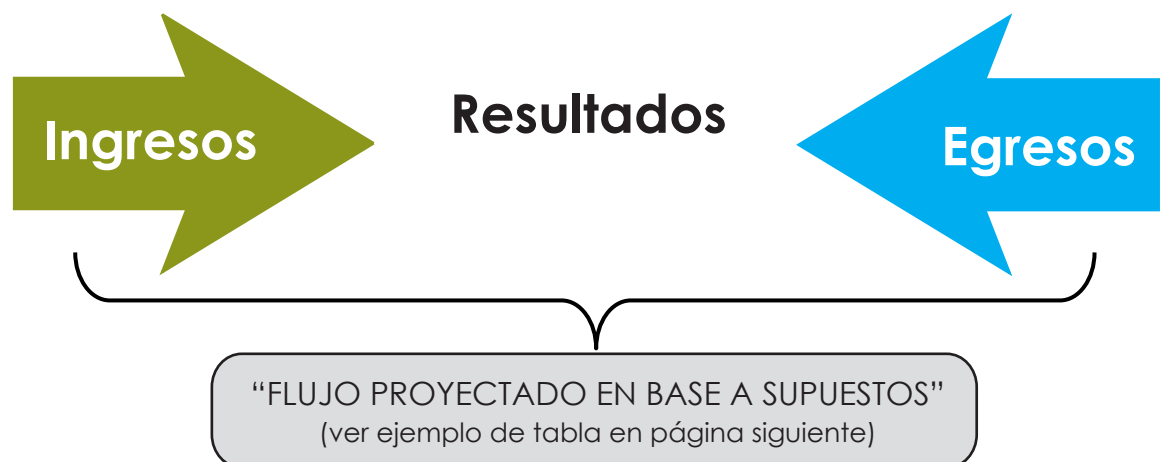 Ingresos
Resultados
Egresos
“FLUJO PROYECTADO EN BASE A SUPUESTOS”
(ver ejemplo de tabla en página siguiente)